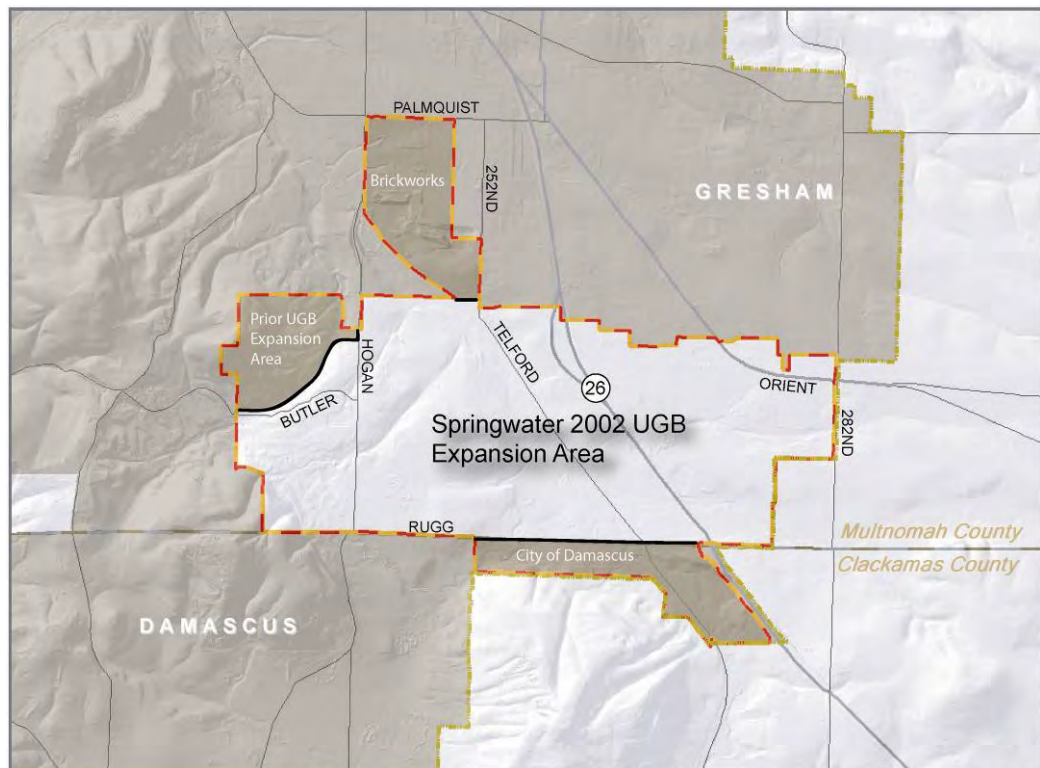 PALMQUIST
Brickworks
252ND
GRESHAM
Prior UGB
Expansion
Area
HOGAN
TELFORD
26
ORIENT
BUTLER
Springwater 2002 UGB
Expansion Area
282ND
RUGG
Multnomah County
City of Damascus
Clackamas County
DAMASCUS